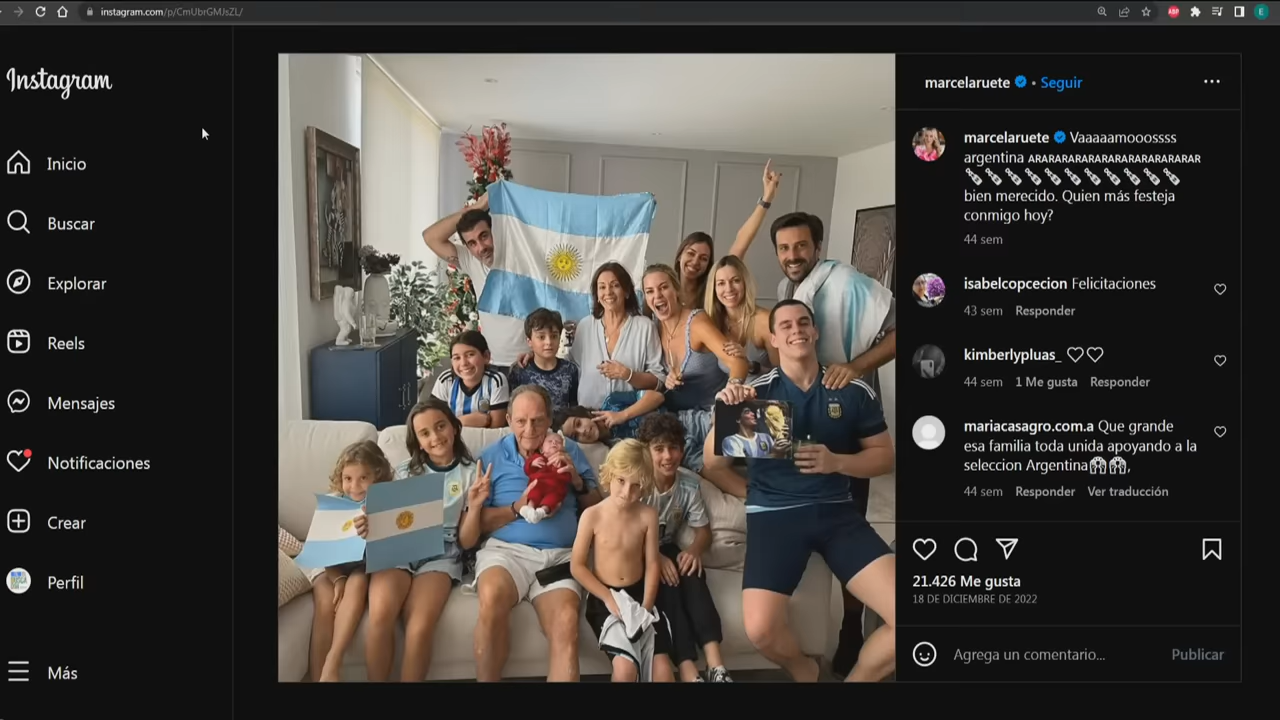 instagram.com/p/CmUbrGMJsZL/
ABP
E
Instagram
Inicio
Buscar
Explorar
Reels
Mensajes
Notificaciones
Crear
Perfil
Más
marcelaruete • Seguir
marcelaruete Vaaaaamooossss
argentina ARARARARARARARARARARAR
bien merecido. Quien más festeja
conmigo hoy?
44 sem
isabelcopcecion Felicitaciones
43 sem Responder
kimberlypluas_
44 sem 1 Me gusta Responder
mariacasagro.com.a Que grande
esa familia toda unida apoyando a la
seleccion Argentina,
44 sem Responder Ver traducción
21.426 Me gusta
18 DE DICIEMBRE DE 2022
Agrega un comentario... Publicar